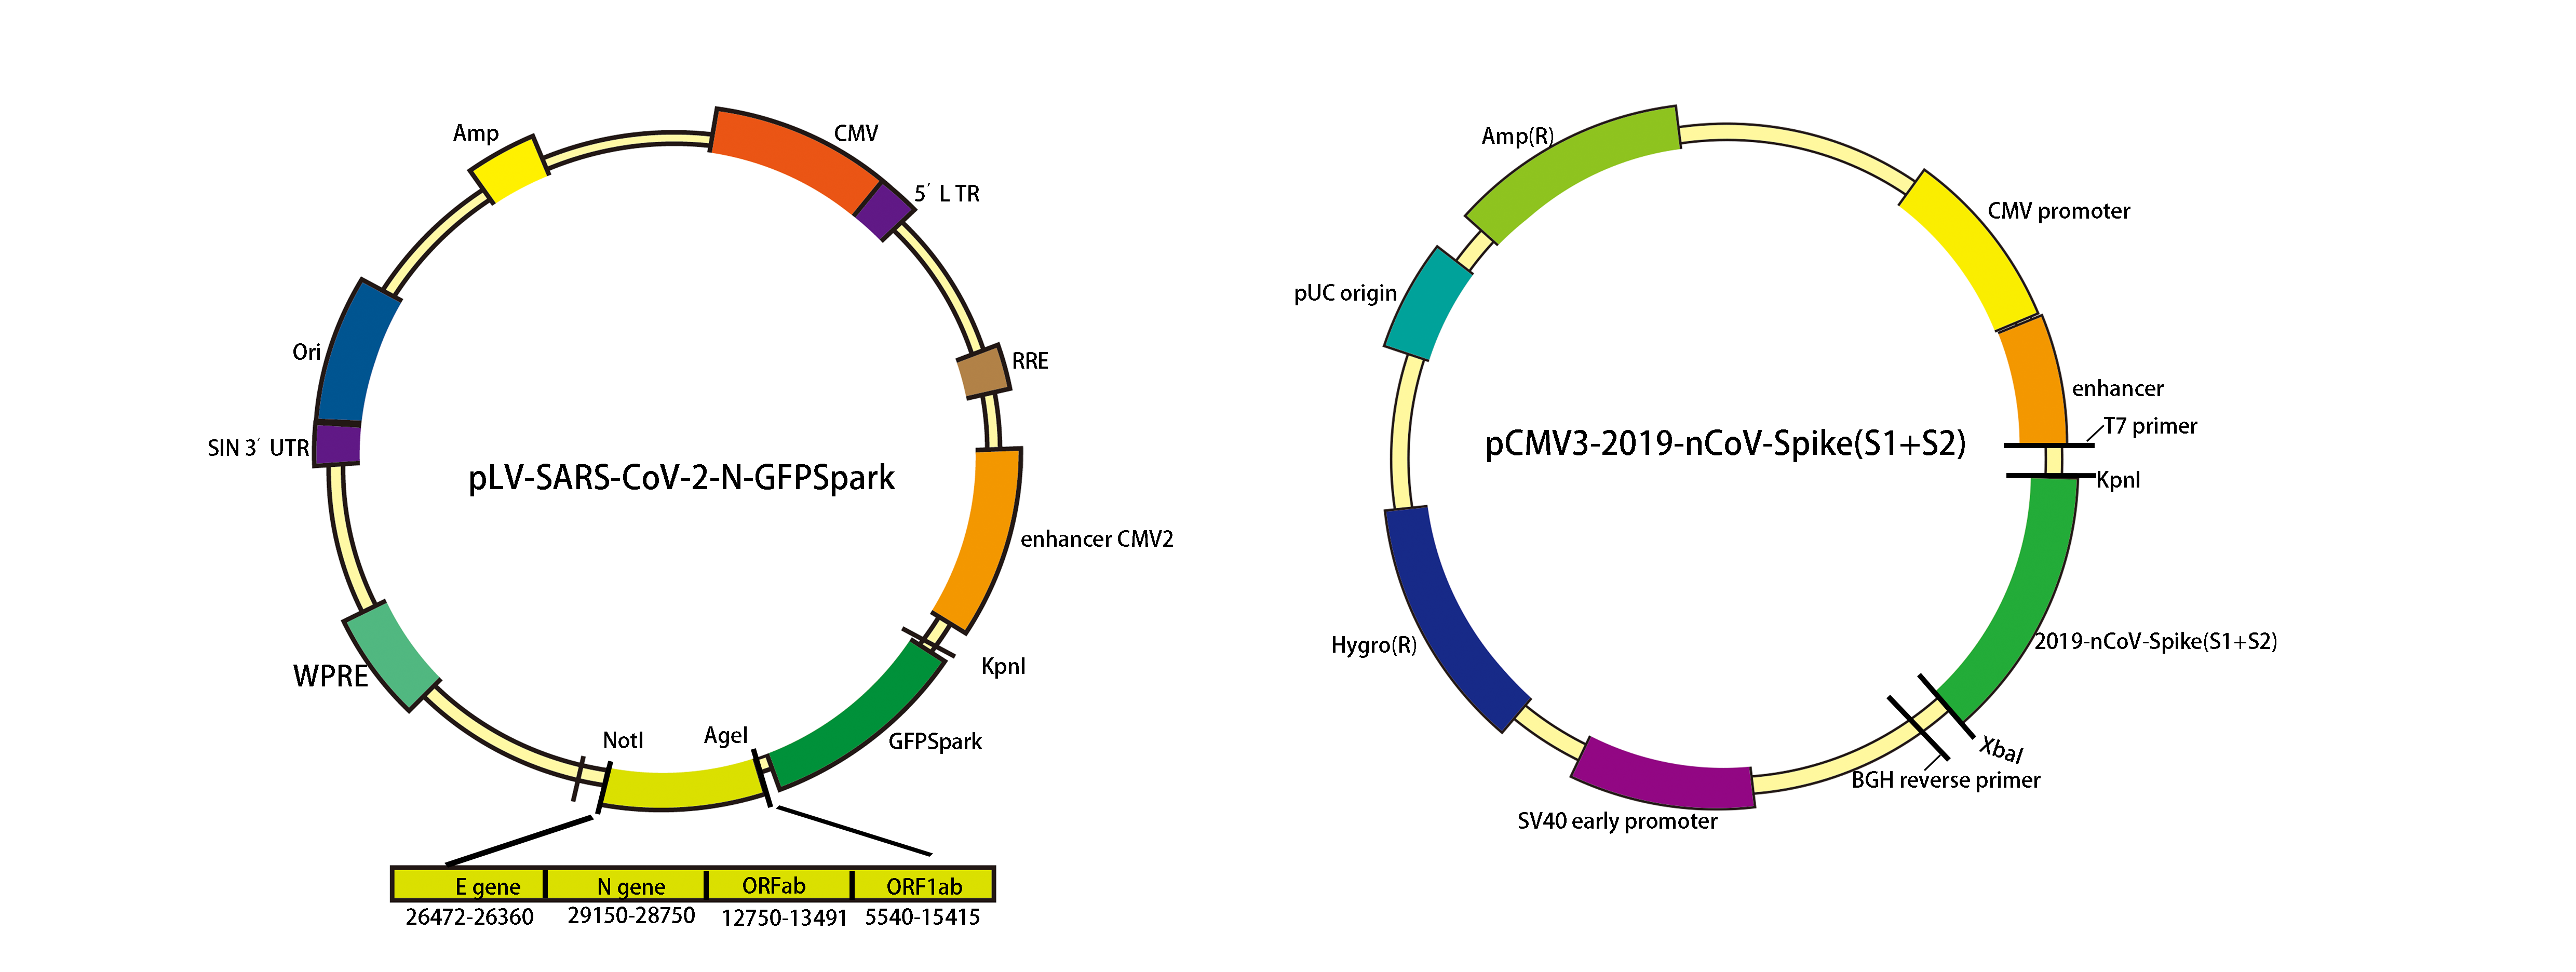 Amp
CMV
5′ L TR
RRE
Ori
SIN 3′ UTR
pLV-SARS-CoV-2-N-GFPSpark
enhancer CMV2
KpnI
WPRE
NotI
AgeI
GFPSpark
E gene
N gene
ORFab
ORF1ab
26472-26360
29150-28750
12750-13491
5540-15415
Amp(R)
CMV promoter
pUC origin
enhancer
T7 primer
pCMV3-2019-nCoV-Spike(S1+S2)
KpnI
Hygro(R)
2019-nCoV-Spike(S1+S2)
XbaI
BGH reverse primer
SV40 early promoter